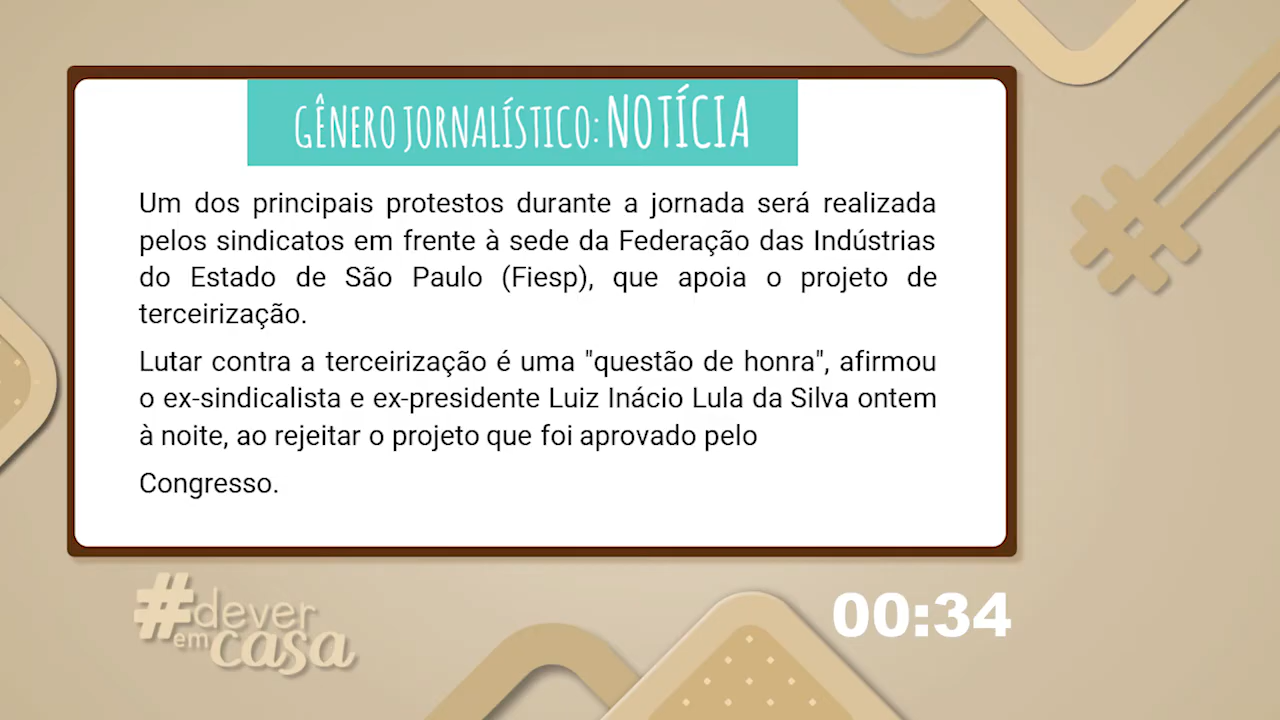 GÊNERO JORNALÍSTICO: NOTÍCIA
Um dos principais protestos durante a jornada será realizada
pelos sindicatos em frente à sede da Federação das Indústrias
do Estado de São Paulo (Fiesp), que apoia o projeto de
terceirização.
Lutar contra a terceirização é uma "questão de honra", afirmou
o ex-sindicalista e ex-presidente Luiz Inácio Lula da Silva ontem
à noite, ao rejeitar o projeto que foi aprovado pelo
Congresso.
#dever
em casa
00:34